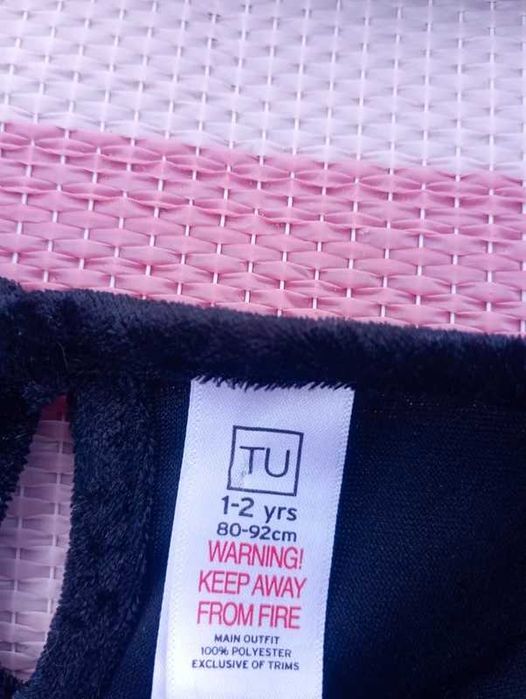 TU
1-2 yrs
80-92cm
WARNING!
KEEP AWAY
FROM FIRE
MAIN OUTFIT
100% POLYESTER
EXCLUSIVE OF TRIMS